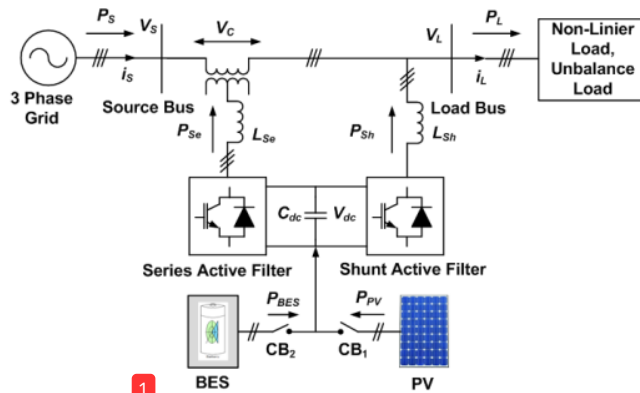 P_S
V_S
V_C
V_L
P_L
i_S
i_L
Non-Linier
Load,
Unbalance
Load
3 Phase
Grid
Source Bus
Load Bus
P_Se
L_Se
P_Sh
L_Sh
C_dc
V_dc
Series Active Filter
Shunt Active Filter
P_BES
P_PV
CB_2
CB_1
BES
PV
1